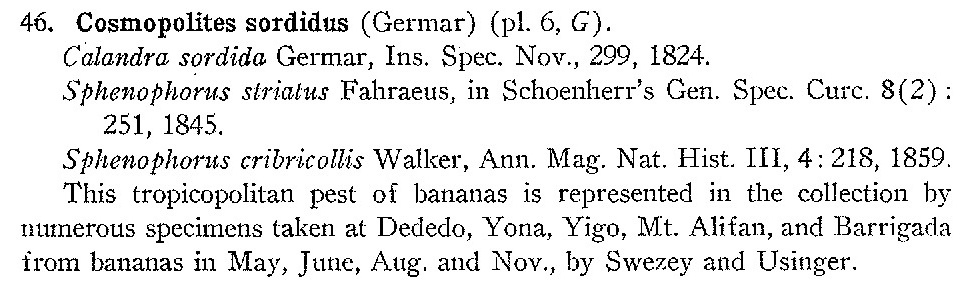 46. Cosmopolites sordidus (Germar) (pl. 6, G).
Calandra sordida Germar, Ins. Spec. Nov., 299, 1824.
Sphenophorus striatus Fahraeus, in Schoenherr's Gen. Spec. Curc. 8(2):
251, 1845.
Sphenophorus cribricollis Walker, Ann. Mag. Nat. Hist. III, 4: 218, 1859.
This tropicopolitan pest of bananas is represented in the collection by
numerous specimens taken at Dededo, Yona, Yigo, Mt. Alifan, and Barrigada
from bananas in May, June, Aug. and Nov., by Swezey and Usinger.